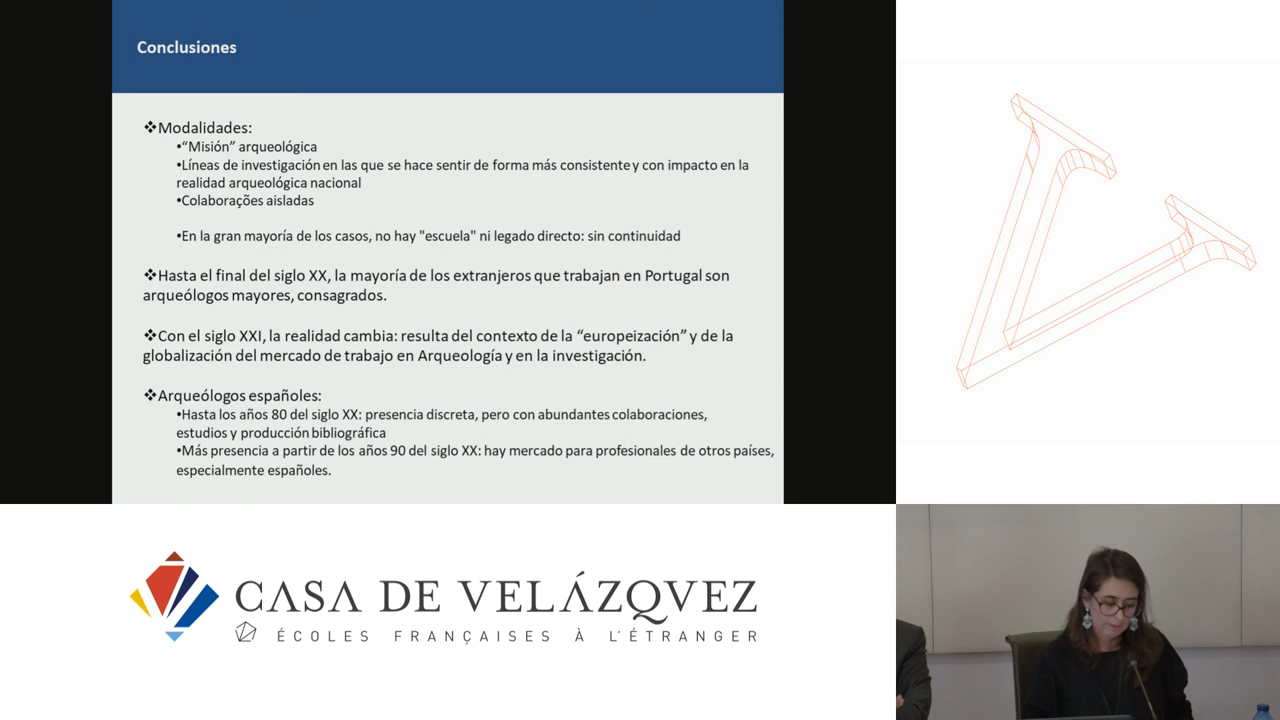 Conclusiones
❖Modalidades:
•“Misión” arqueológica
•Líneas de investigación en las que se hace sentir de forma más consistente y con impacto en la
realidad arqueológica nacional
•Colaborações aisladas
•En la gran mayoría de los casos, no hay "escuela" ni legado directo: sin continuidad
❖Hasta el final del siglo XX, la mayoría de los extranjeros que trabajan en Portugal son
arqueólogos mayores, consagrados.
❖Con el siglo XXI, la realidad cambia: resulta del contexto de la “europeización” y de la
globalización del mercado de trabajo en Arqueología y en la investigación.
❖Arqueólogos españoles:
•Hasta los años 80 del siglo XX: presencia discreta, pero con abundantes colaboraciones,
estudios y producción bibliográfica
•Más presencia a partir de los años 90 del siglo XX: hay mercado para profesionales de otros países,
especialmente españoles.
CASA DE VELÁZQVEZ
ÉCOLES FRANÇAISES À L'ÉTRANGER